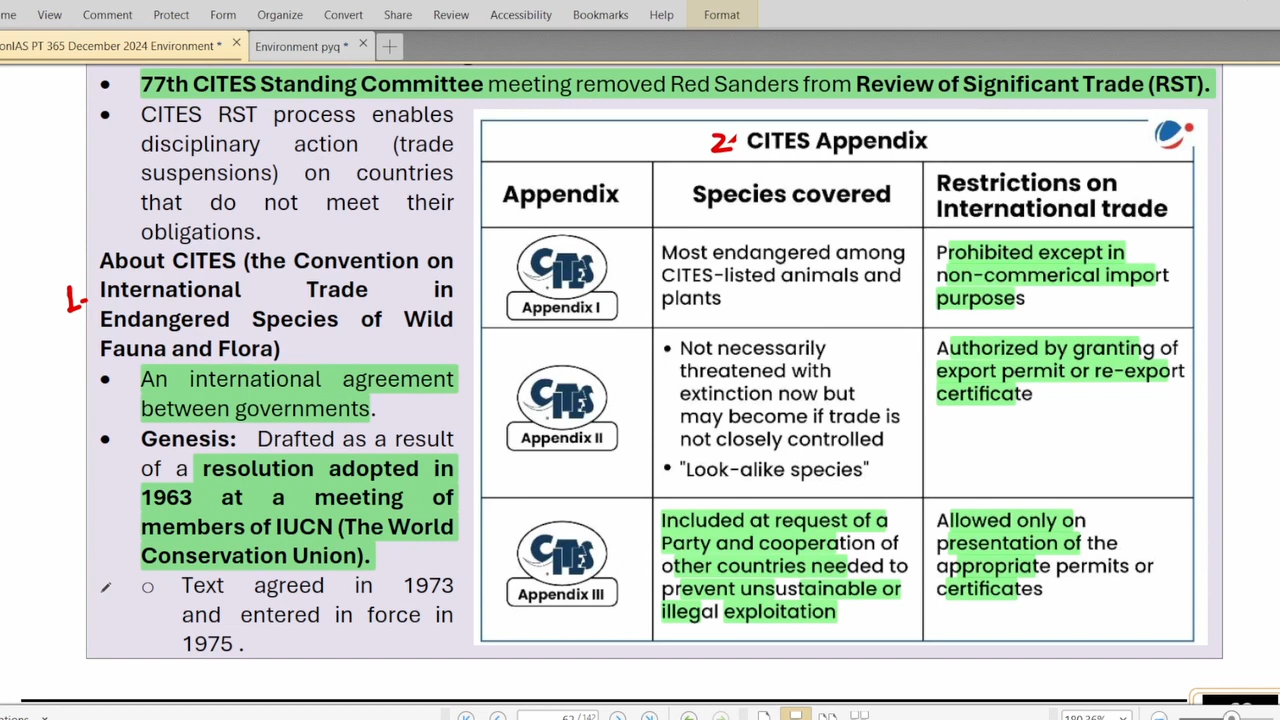 me View Comment Protect Form Organize Convert Share Review Accessibility Bookmarks Help Format
onIAS PT 365 December 2024 Environment * × Environment pyq * × +
• 77th CITES Standing Committee meeting removed Red Sanders from Review of Significant Trade (RST).
• CITES RST process enables
disciplinary action (trade
suspensions) on countries
that do not meet their
obligations.
About CITES (the Convention on
1. International Trade in
Endangered Species of Wild
Fauna and Flora)
• An international agreement
between governments.
• Genesis: Drafted as a result
of a resolution adopted in
1963 at a meeting of
members of IUCN (The World
Conservation Union).
○ Text agreed in 1973
and entered in force in
1975 .
2. CITES Appendix
Appendix
Species covered
Restrictions on
International trade
CITES
Appendix I
Most endangered among
CITES-listed animals and
plants
Prohibited except in
non-commerical import
purposes
CITES
Appendix II
• Not necessarily
threatened with
extinction now but
may become if trade is
not closely controlled
• "Look-alike species"
Authorized by granting of
export permit or re-export
certificate
CITES
Appendix III
Included at request of a
Party and cooperation of
other countries needed to
prevent unsustainable or
illegal exploitation
Allowed only on
presentation of the
appropriate permits or
certificates